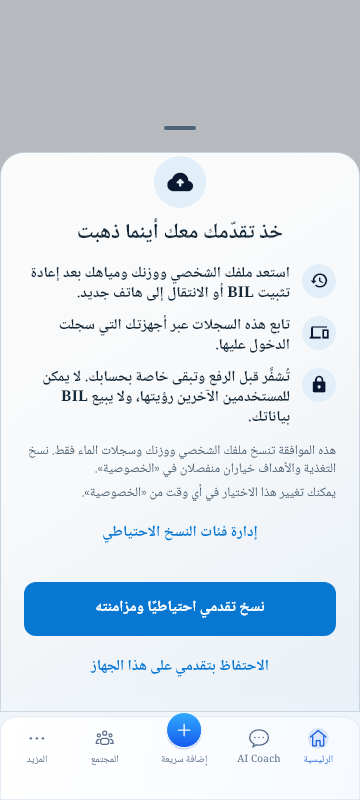 خذ تقدّمك معك أينما ذهبت
استعد ملفك الشخصي ووزنك ومياهك بعد إعادة
تثبيت BIL أو الانتقال إلى هاتف جديد.
تابع هذه السجلات عبر أجهزتك التي سجلت
الدخول عليها.
تُشفَّر قبل الرفع وتبقى خاصة بحسابك. لا يمكن
للمستخدمين الآخرين رؤيتها، ولا يبيع BIL
بياناتك.
هذه الموافقة تنسخ ملفك الشخصي ووزنك وسجلات الماء فقط. نسخ
التغذية والأهداف خياران منفصلان في «الخصوصية».
يمكنك تغيير هذا الاختيار في أي وقت من «الخصوصية».
إدارة فئات النسخ الاحتياطي
نسخ تقدمي احتياطيًا ومزامنته
الاحتفاظ بتقدمي على هذا الجهاز
الرئيسية
AI Coach
إضافة سريعة
المجتمع
المزيد